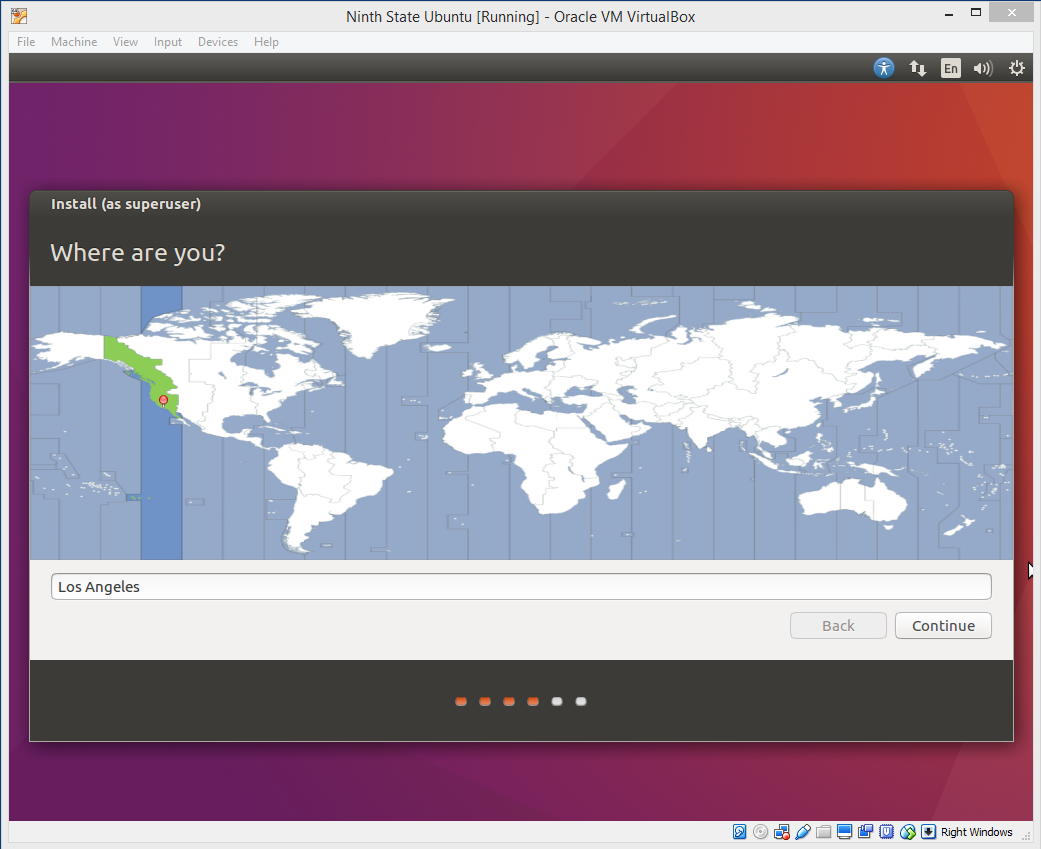 Ninth State Ubuntu [Running] - Oracle VM VirtualBox
File Machine View Input Devices Help
En
Install (as superuser)
Where are you?
Los Angeles
Back Continue
Right Windows